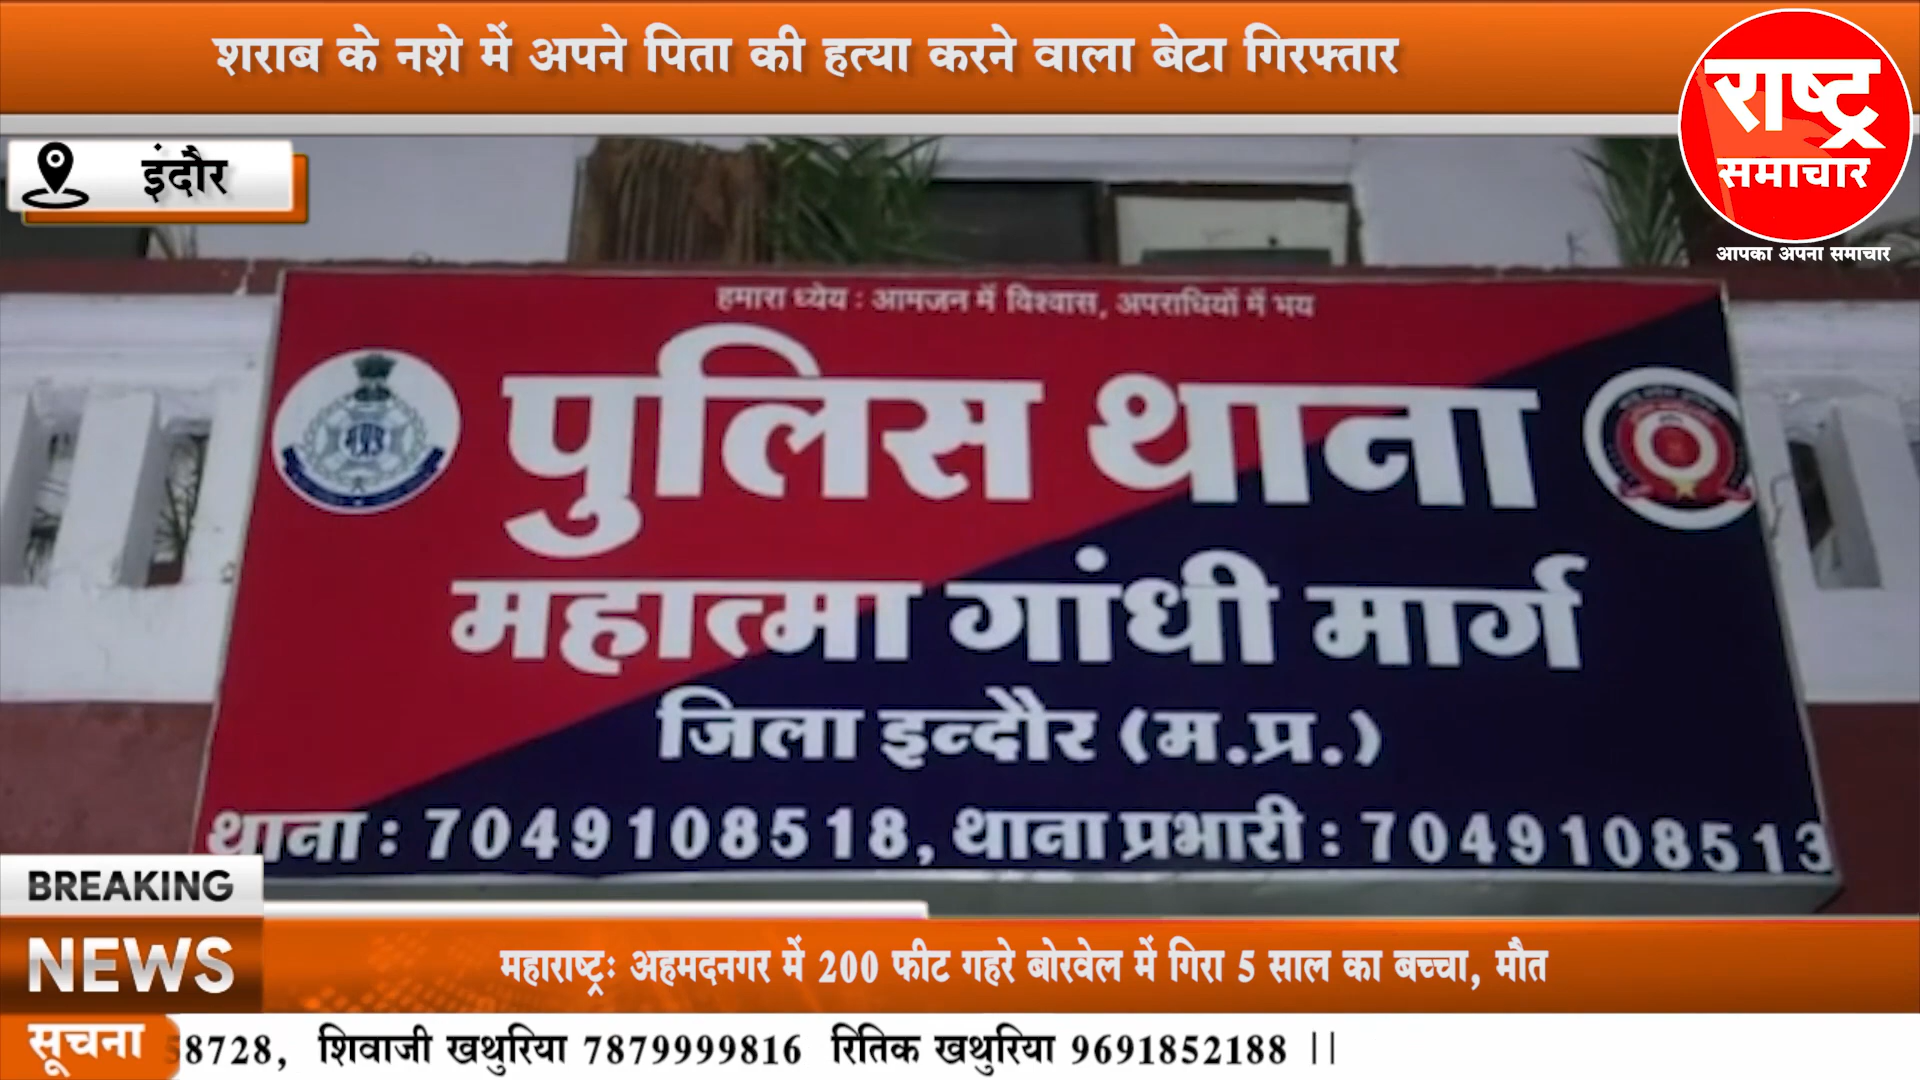 शराब के नशे में अपने पिता की हत्या करने वाला बेटा गिरफ्तार
राष्ट्र
समाचार
आपका अपना समाचार
इंदौर
हमारा ध्येय : आमजन में विश्वास, अपराधियों में भय
पुलिस थाना
महात्मा गांधी मार्ग
जिला इन्दौर (म.प्र.)
थाना : 7049108518, थाना प्रभारी : 7049108513
BREAKING
NEWS
महाराष्ट्रः अहमदनगर में 200 फीट गहरे बोरवेल में गिरा 5 साल का बच्चा, मौत
सूचना
8728, शिवाजी खथुरिया 7879999816 रितिक खथुरिया 9691852188 ||